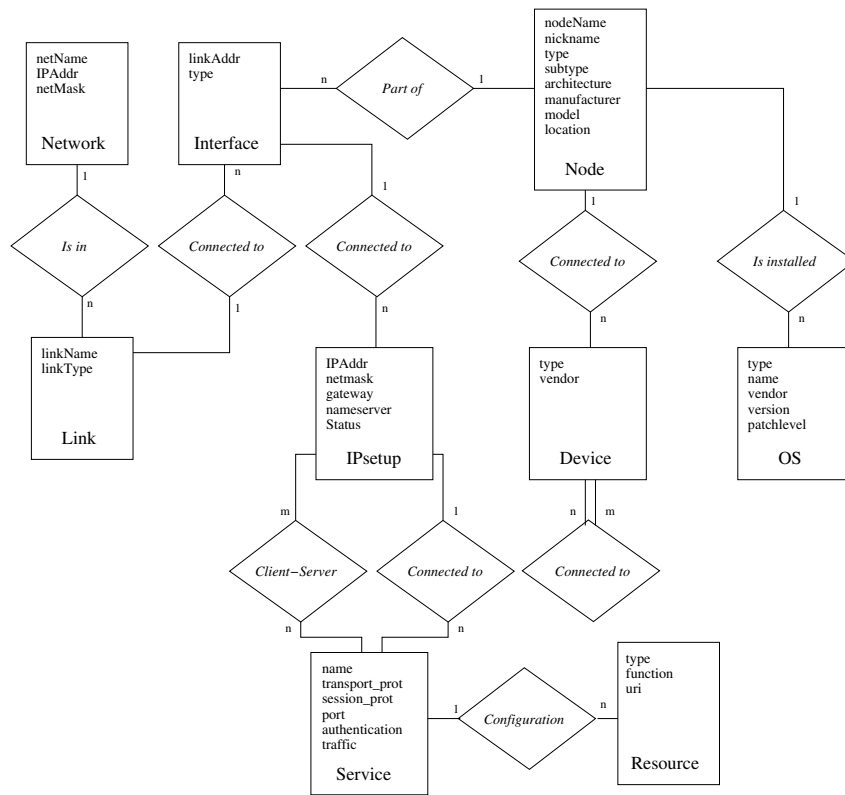 netName
IPAddr
netMask
Network
linkAddr
type
Interface
n
Part of
1
nodeName
nickname
type
subtype
architecture
manufacturer
model
location
Node
1
n
1
1
1
Is in
Connected to
Connected to
Connected to
Is installed
n
1
n
n
n
linkName
linkType
Link
IPAddr
netmask
gateway
nameserver
Status
IPsetup
type
vendor
Device
type
name
vendor
version
patchlevel
OS
m
1
n
m
Client–Server
Connected to
Connected to
n
n
name
transport_prot
session_prot
port
authentication
traffic
Service
1
Configuration
n
type
function
uri
Resource